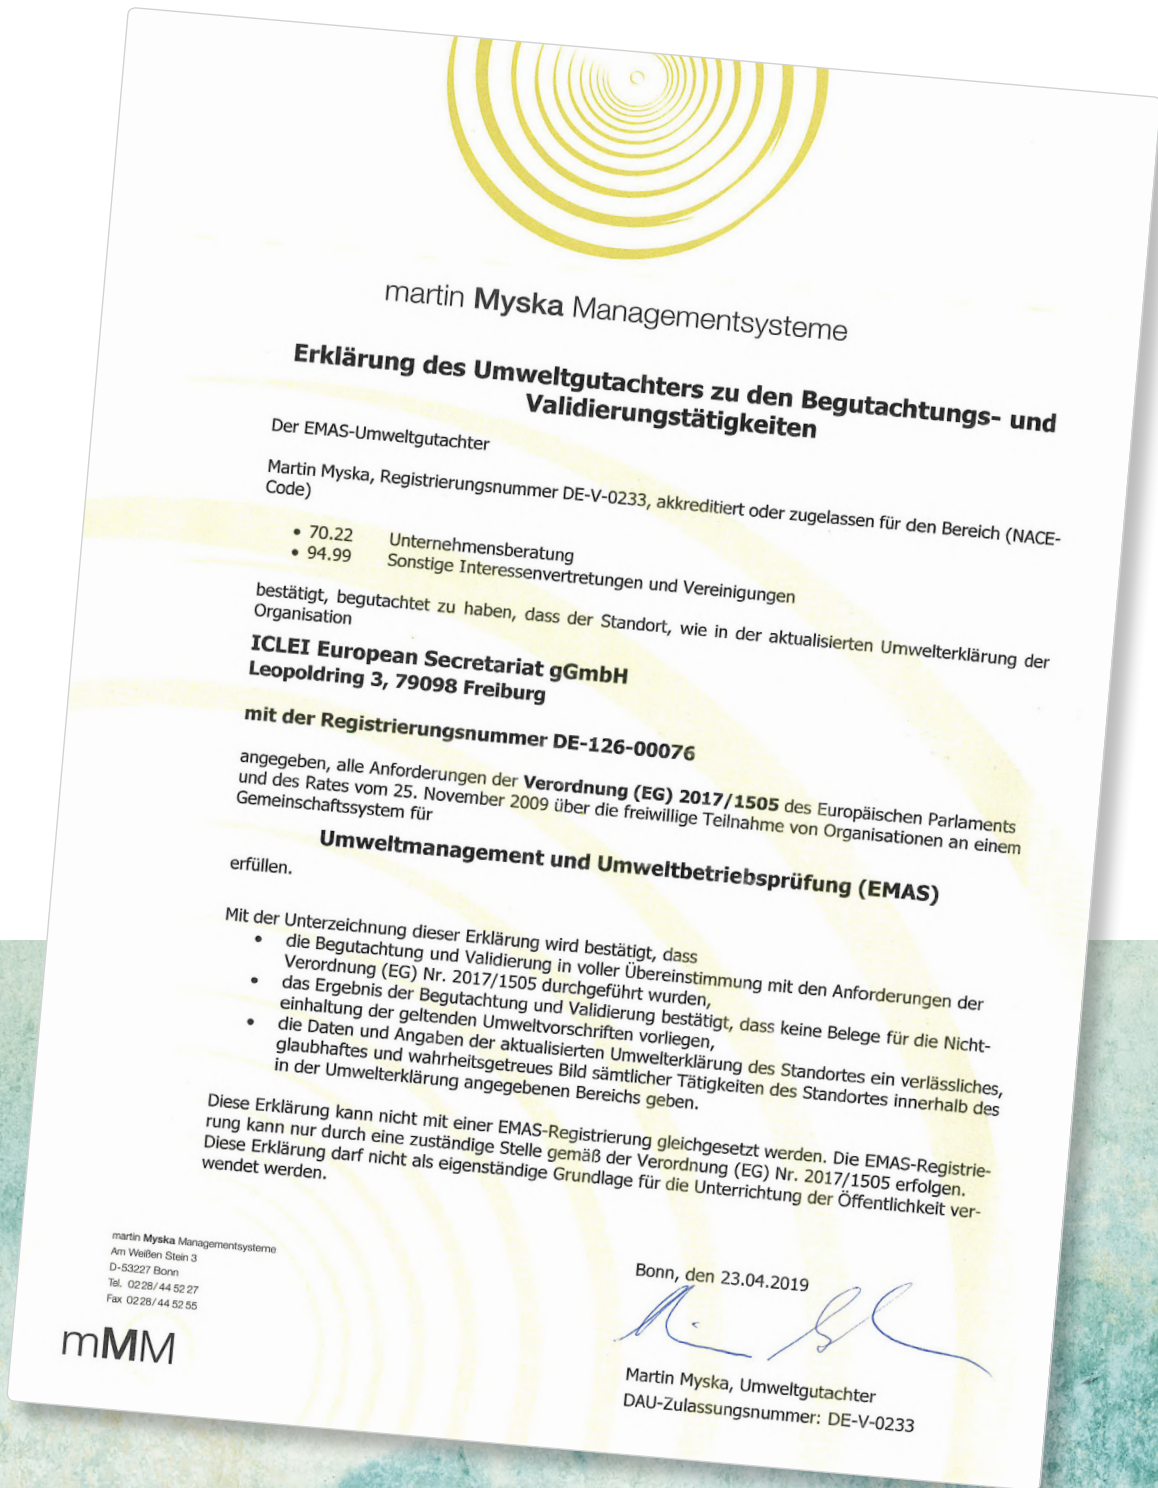 martin Myska Managementsysteme
Erklärung des Umweltgutachters zu den Begutachtungs- und
Validierungstätigkeiten
Der EMAS-Umweltgutachter
Martin Myska, Registrierungsnummer DE-V-0233, akkreditiert oder zugelassen für den Bereich (NACE-
Code)
• 70.22 Unternehmensberatung
• 94.99 Sonstige Interessenvertretungen und Vereinigungen
bestätigt, begutachtet zu haben, dass der Standort, wie in der aktualisierten Umwelterklärung der
Organisation
ICLEI European Secretariat gGmbH
Leopoldring 3, 79098 Freiburg
mit der Registrierungsnummer DE-126-00076
angegeben, alle Anforderungen der Verordnung (EG) 2017/1505 des Europäischen Parlaments
und des Rates vom 25. November 2009 über die freiwillige Teilnahme von Organisationen an einem
Gemeinschaftssystem für
Umweltmanagement und Umweltbetriebsprüfung (EMAS)
erfüllen.
Mit der Unterzeichnung dieser Erklärung wird bestätigt, dass
• die Begutachtung und Validierung in voller Übereinstimmung mit den Anforderungen der
Verordnung (EG) Nr. 2017/1505 durchgeführt wurden,
• das Ergebnis der Begutachtung und Validierung bestätigt, dass keine Belege für die Nicht-
einhaltung der geltenden Umweltvorschriften vorliegen,
• die Daten und Angaben der aktualisierten Umwelterklärung des Standortes ein verlässliches,
glaubhaftes und wahrheitsgetreues Bild sämtlicher Tätigkeiten des Standortes innerhalb des
in der Umwelterklärung angegebenen Bereichs geben.
Diese Erklärung kann nicht mit einer EMAS-Registrierung gleichgesetzt werden. Die EMAS-Registrie-
rung kann nur durch eine zuständige Stelle gemäß der Verordnung (EG) Nr. 2017/1505 erfolgen.
Diese Erklärung darf nicht als eigenständige Grundlage für die Unterrichtung der Öffentlichkeit ver-
wendet werden.
martin Myska Managementsysteme
Am Weißen Stein 3
D-53227 Bonn
Tel. 0228/44 52 27
Fax 0228/44 52 55
mMM
Bonn, den 23.04.2019
Martin Myska, Umweltgutachter
DAU-Zulassungsnummer: DE-V-0233